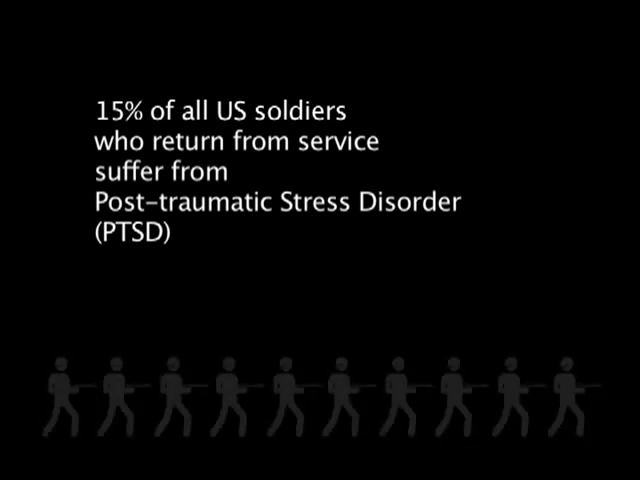 15% of all US soldiers
who return from service
suffer from
Post-traumatic Stress Disorder
(PTSD)